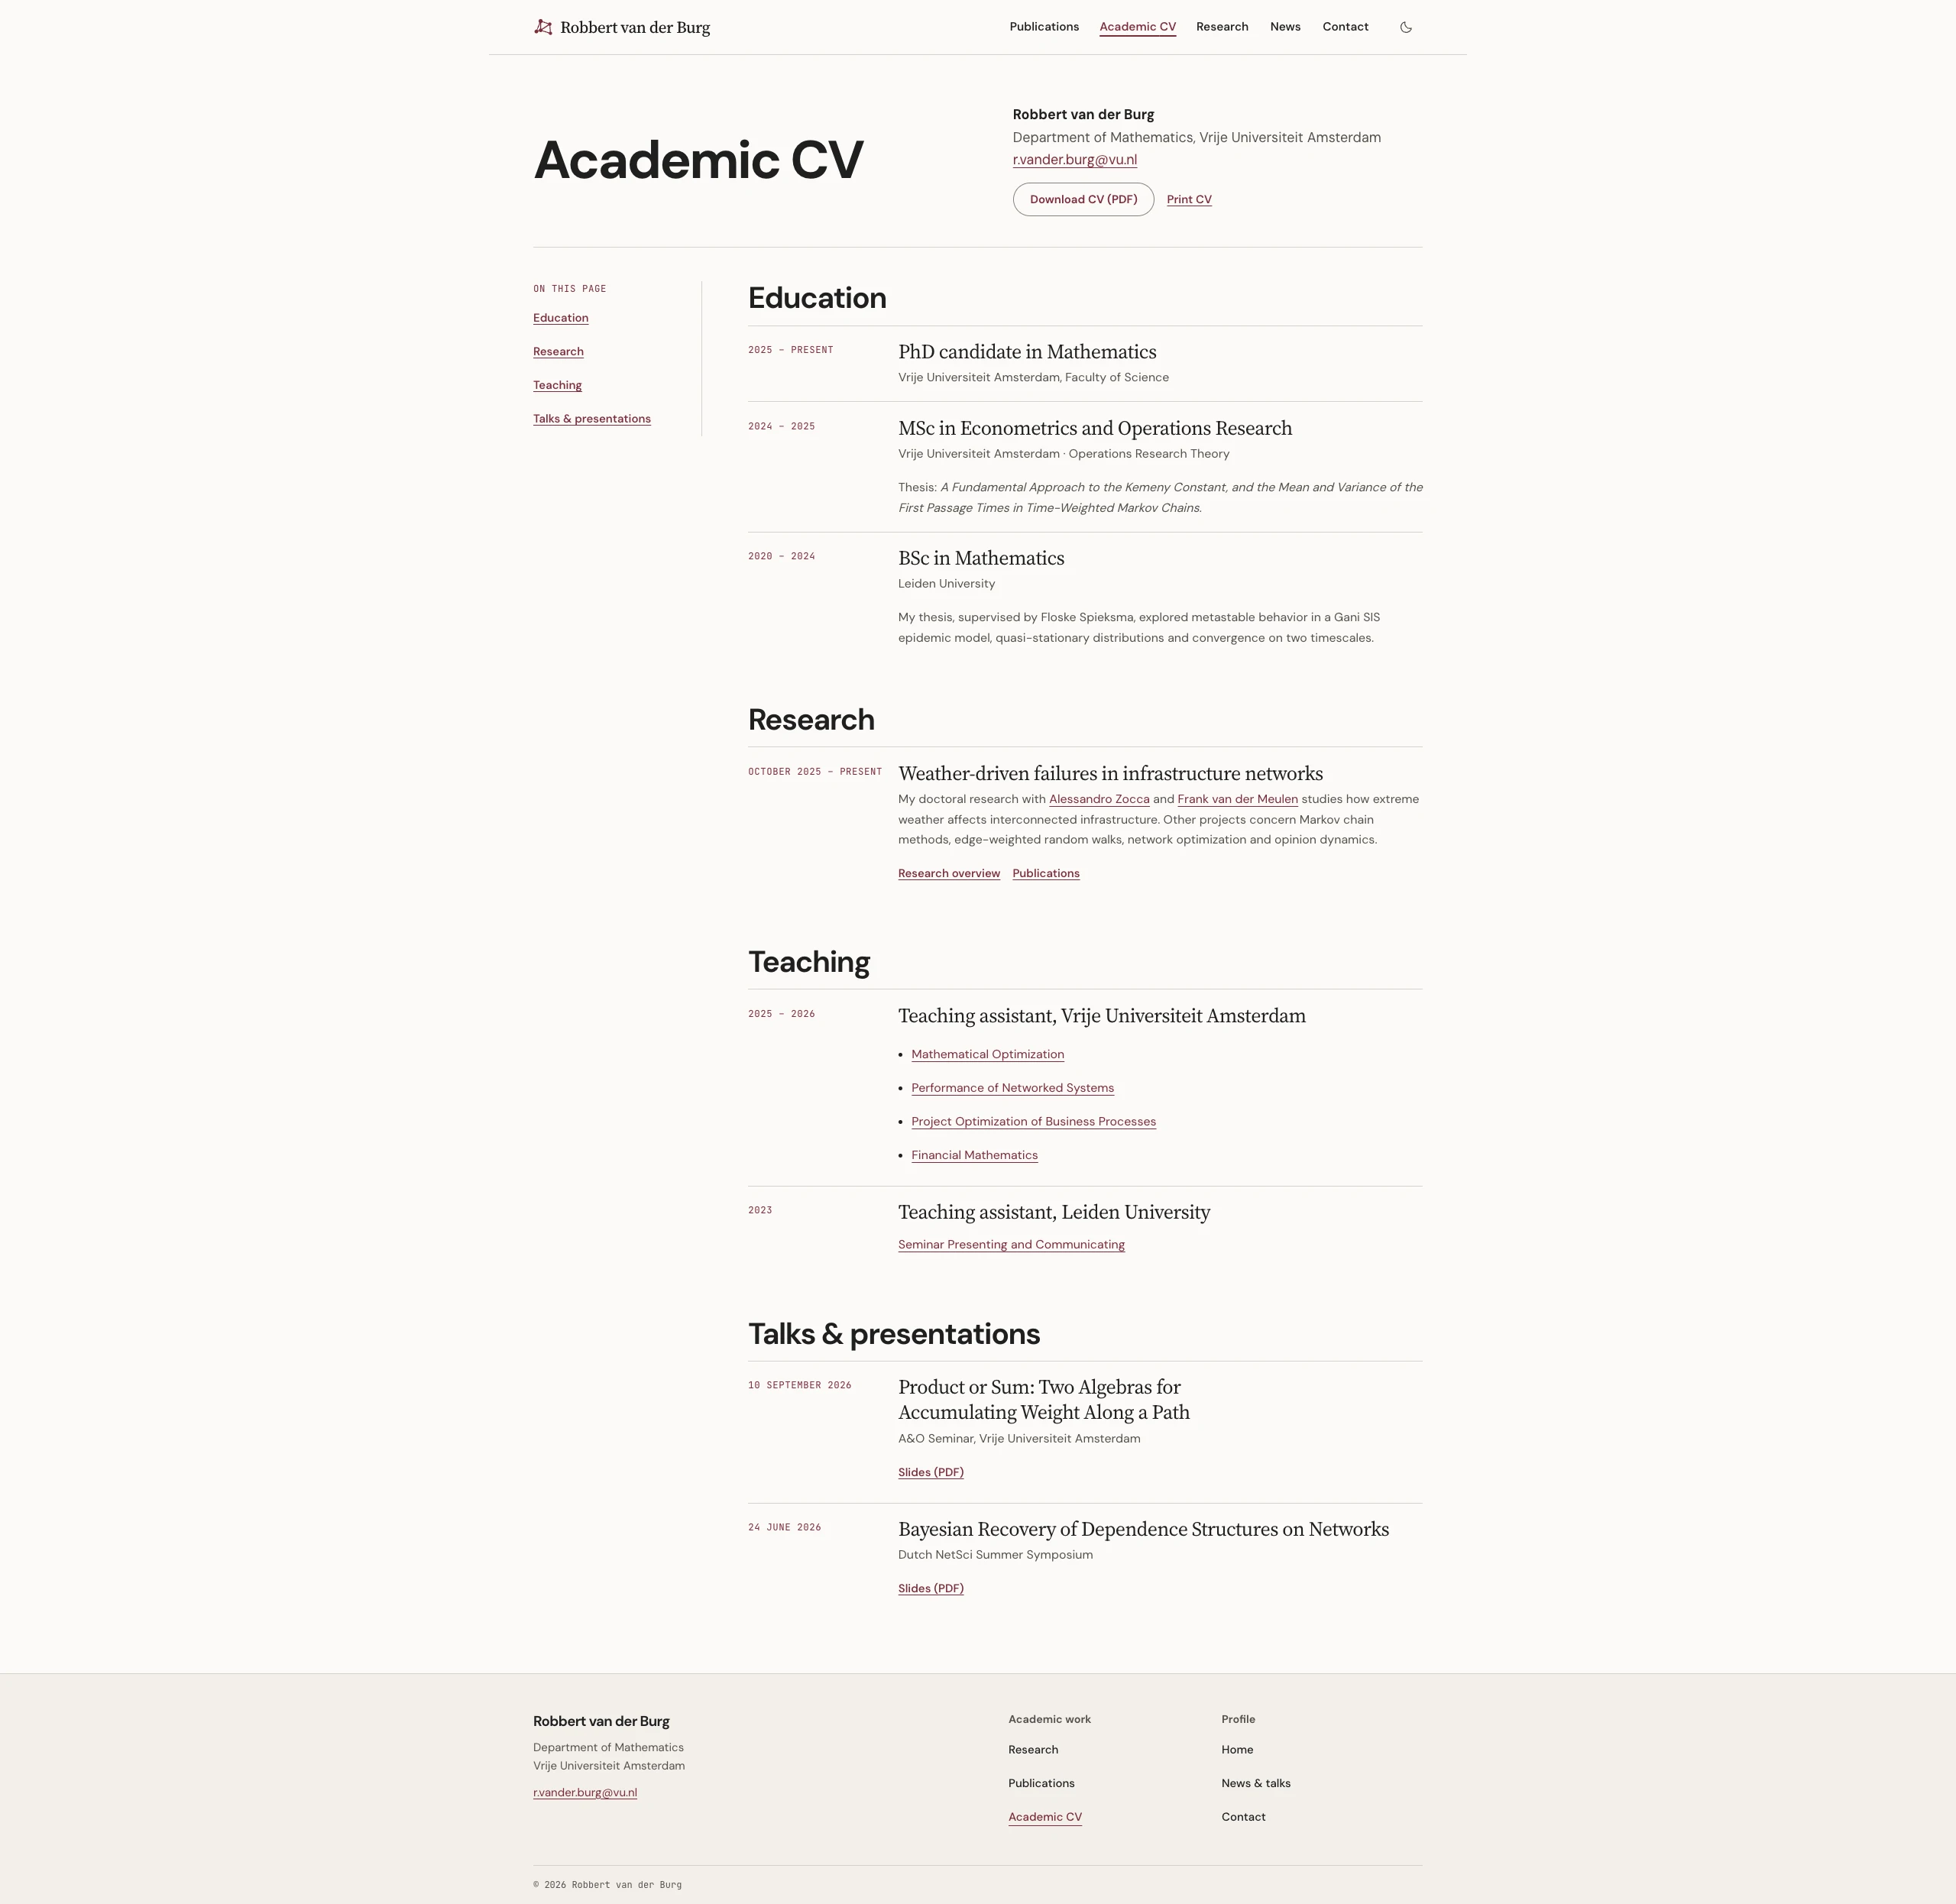 Robbert van der Burg
Publications Academic CV Research News Contact
Academic CV
Robbert van der Burg
Department of Mathematics, Vrije Universiteit Amsterdam
r.vander.burg@vu.nl
Download CV (PDF) Print CV
ON THIS PAGE
Education
Research
Teaching
Talks & presentations
Education
2025 – PRESENT
PhD candidate in Mathematics
Vrije Universiteit Amsterdam, Faculty of Science
2024 – 2025
MSc in Econometrics and Operations Research
Vrije Universiteit Amsterdam · Operations Research Theory
Thesis: A Fundamental Approach to the Kemeny Constant, and the Mean and Variance of the
First Passage Times in Time-Weighted Markov Chains.
2020 – 2024
BSc in Mathematics
Leiden University
My thesis, supervised by Floske Spieksma, explored metastable behavior in a Gani SIS
epidemic model, quasi-stationary distributions and convergence on two timescales.
Research
OCTOBER 2025 – PRESENT
Weather-driven failures in infrastructure networks
My doctoral research with Alessandro Zocca and Frank van der Meulen studies how extreme
weather affects interconnected infrastructure. Other projects concern Markov chain
methods, edge-weighted random walks, network optimization and opinion dynamics.
Research overview Publications
Teaching
2025 – 2026
Teaching assistant, Vrije Universiteit Amsterdam
• Mathematical Optimization
• Performance of Networked Systems
• Project Optimization of Business Processes
• Financial Mathematics
2023
Teaching assistant, Leiden University
Seminar Presenting and Communicating
Talks & presentations
10 SEPTEMBER 2026
Product or Sum: Two Algebras for
Accumulating Weight Along a Path
A&O Seminar, Vrije Universiteit Amsterdam
Slides (PDF)
24 JUNE 2026
Bayesian Recovery of Dependence Structures on Networks
Dutch NetSci Summer Symposium
Slides (PDF)
Robbert van der Burg
Department of Mathematics
Vrije Universiteit Amsterdam
r.vander.burg@vu.nl
Academic work
Research
Publications
Academic CV
Profile
Home
News & talks
Contact
© 2026 Robbert van der Burg